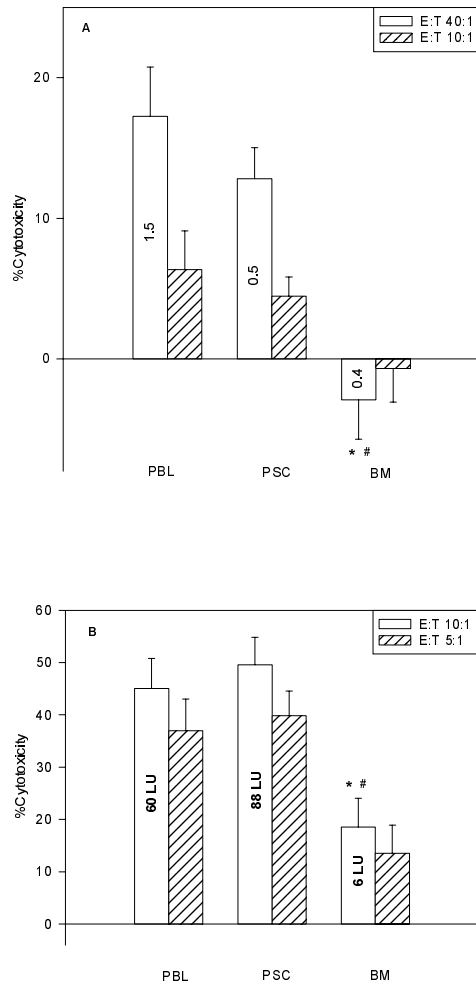 A
E:T 40:1
E:T 10:1
20
10
0
%Cytotoxicity
1.5
0.5
0.4
* #
PBL
PSC
BM
B
E:T 10:1
E:T 5:1
60
50
40
30
20
10
0
%Cytotoxicity
60 LU
88 LU
6 LU
* #
PBL
PSC
BM